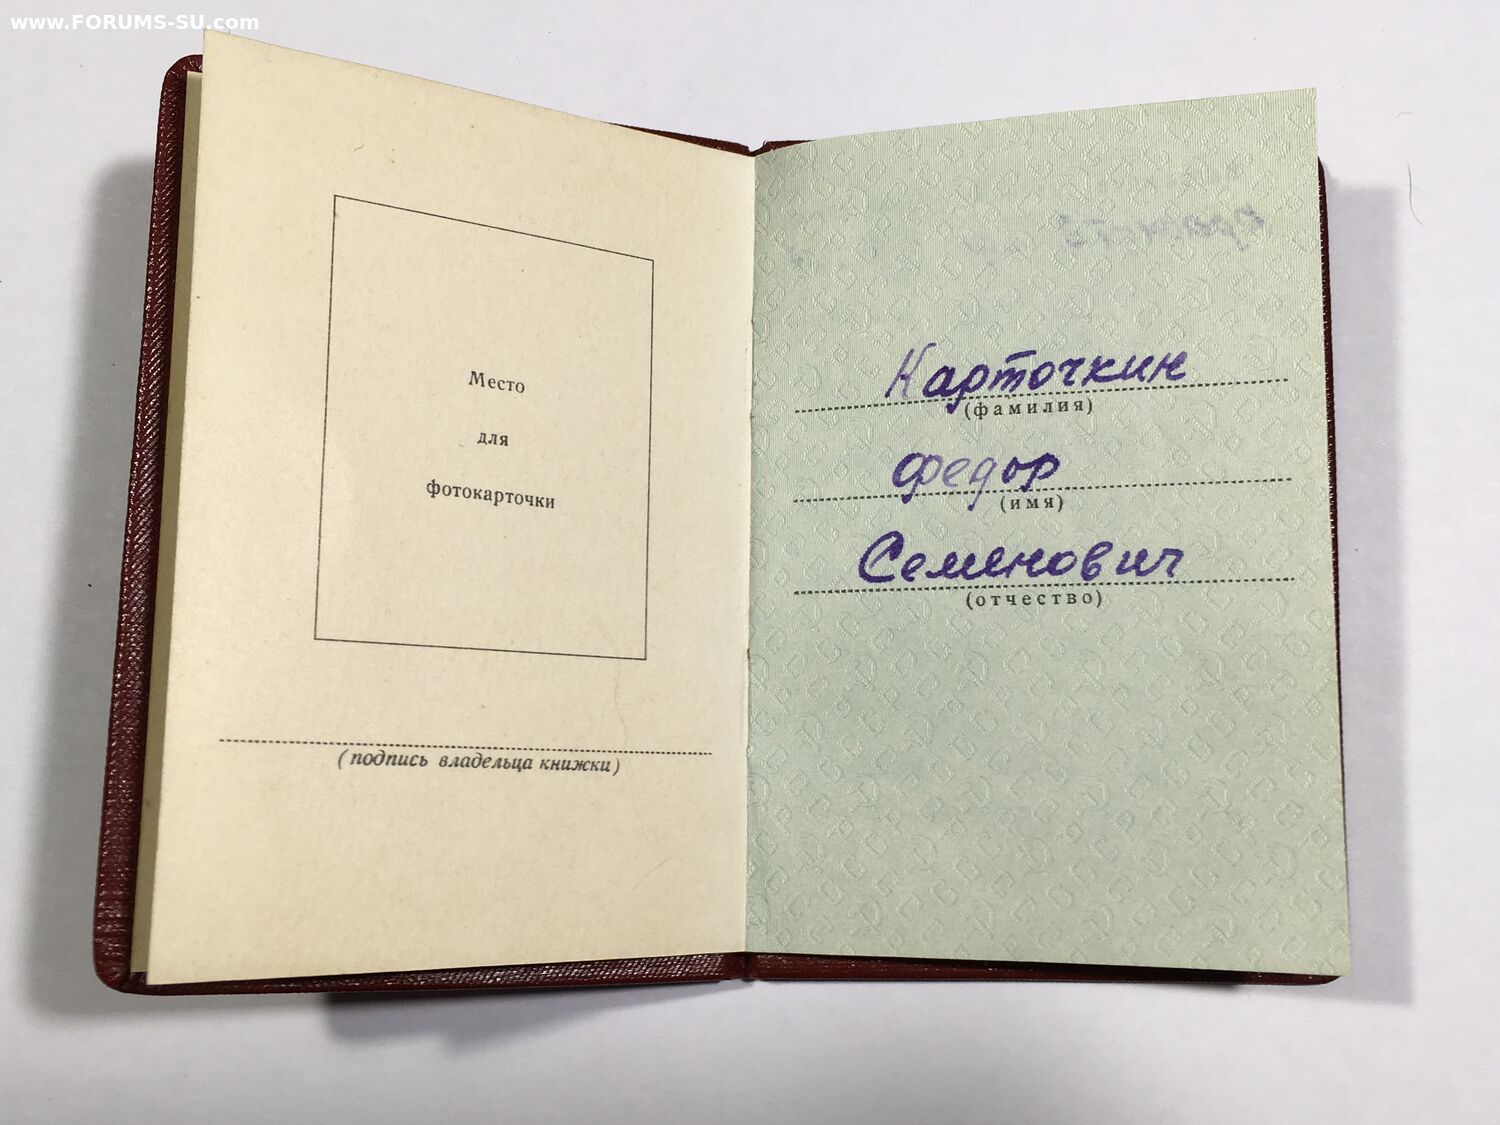 www.FORUMS-SU.com
Место
для
фотокарточки
(подпись владельца книжки)
Карточкин
(фамилия)
Федор
(имя)
Семенович
(отчество)